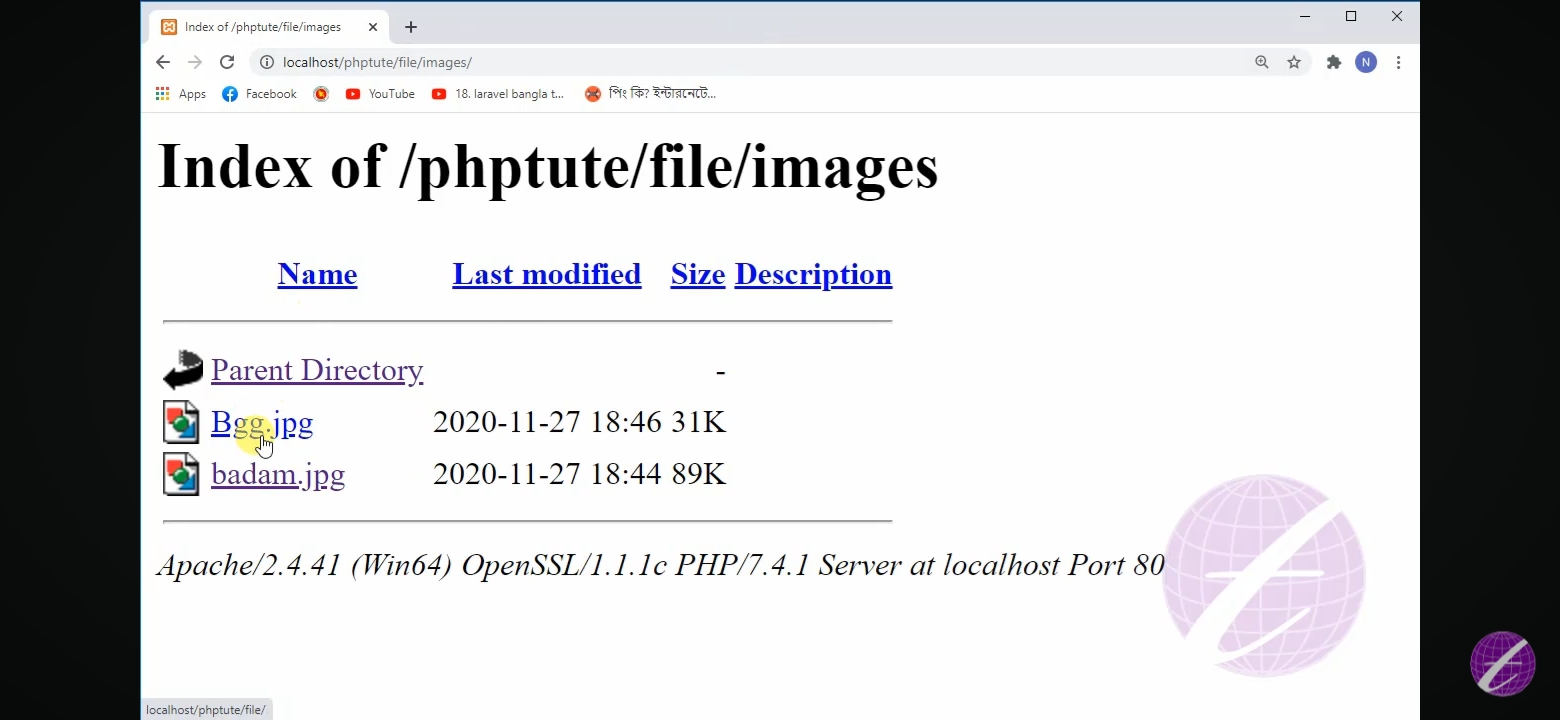 Index of /phptute/file/images
localhost/phptute/file/images/
N
Apps Facebook YouTube 18. laravel bangla t... পিং কি? ইন্টারনেটে...
Index of /phptute/file/images
Name Last modified Size Description
Parent Directory -
Bgg.jpg 2020-11-27 18:46 31K
badam.jpg 2020-11-27 18:44 89K
Apache/2.4.41 (Win64) OpenSSL/1.1.1c PHP/7.4.1 Server at localhost Port 80
localhost/phptute/file/